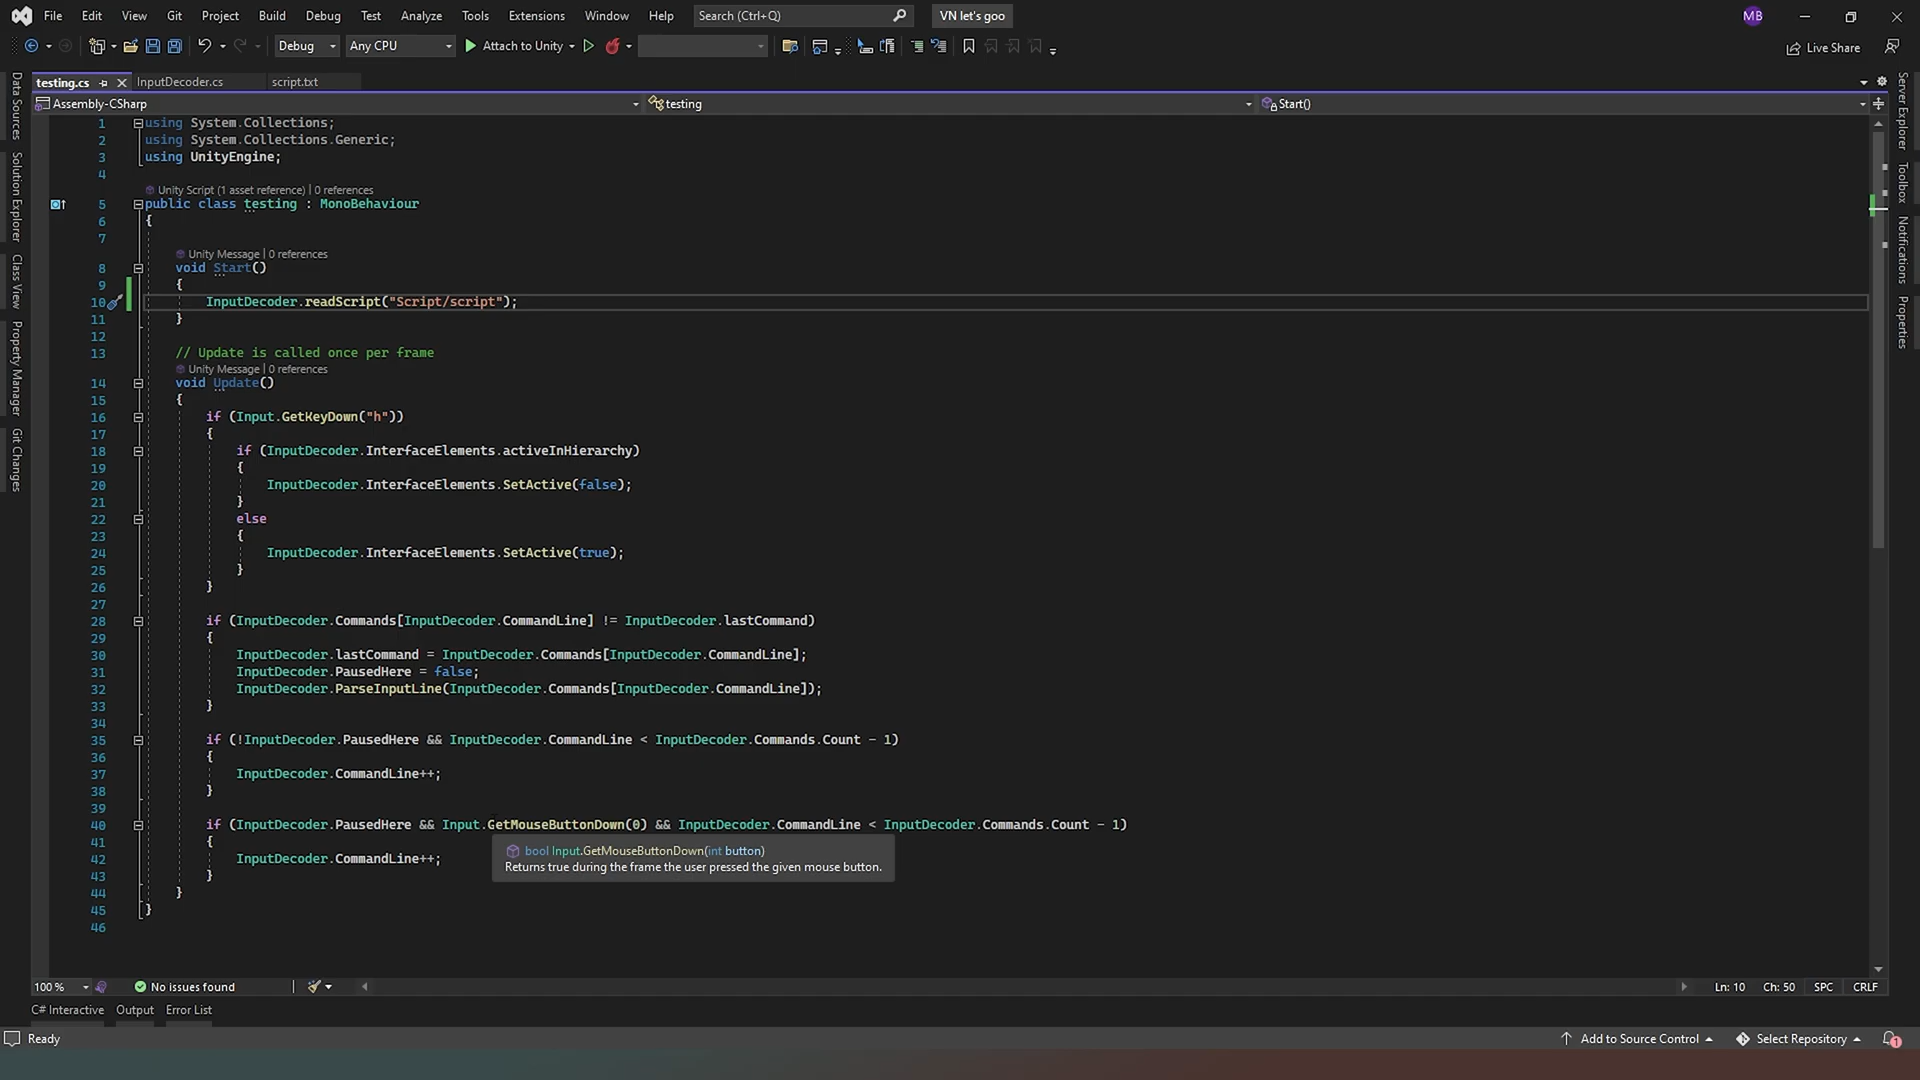 File Edit View Git Project Build Debug Test Analyze Tools Extensions Window Help Search (Ctrl+Q) VN let's goo MB
Debug Any CPU Attach to Unity Live Share
testing.cs InputDecoder.cs script.txt
Assembly-CSharp testing Start()
1 using System.Collections;
2 using System.Collections.Generic;
3 using UnityEngine;
4
Unity Script (1 asset reference) | 0 references
5 public class testing : MonoBehaviour
6 {
7
Unity Message | 0 references
8 void Start()
9 {
10 InputDecoder.readScript("Script/script");
11 }
12
13 // Update is called once per frame
Unity Message | 0 references
14 void Update()
15 {
16 if (Input.GetKeyDown("h"))
17 {
18 if (InputDecoder.InterfaceElements.activeInHierarchy)
19 {
20 InputDecoder.InterfaceElements.SetActive(false);
21 }
22 else
23 {
24 InputDecoder.InterfaceElements.SetActive(true);
25 }
26 }
27
28 if (InputDecoder.Commands[InputDecoder.CommandLine] != InputDecoder.lastCommand)
29 {
30 InputDecoder.lastCommand = InputDecoder.Commands[InputDecoder.CommandLine];
31 InputDecoder.PausedHere = false;
32 InputDecoder.ParseInputLine(InputDecoder.Commands[InputDecoder.CommandLine]);
33 }
34
35 if (!InputDecoder.PausedHere && InputDecoder.CommandLine < InputDecoder.Commands.Count - 1)
36 {
37 InputDecoder.CommandLine++;
38 }
39
40 if (InputDecoder.PausedHere && Input.GetMouseButtonDown(0) && InputDecoder.CommandLine < InputDecoder.Commands.Count - 1)
41 {
bool Input.GetMouseButtonDown(int button)
42 InputDecoder.CommandLine++;
Returns true during the frame the user pressed the given mouse button.
43 }
44 }
45 }
46
Data Sources
Solution Explorer
Class View
Property Manager
Git Changes
Server Explorer
Toolbox
Notifications
Properties
100 % No issues found Ln: 10 Ch: 50 SPC CRLF
C# Interactive Output Error List
Ready Add to Source Control Select Repository 1